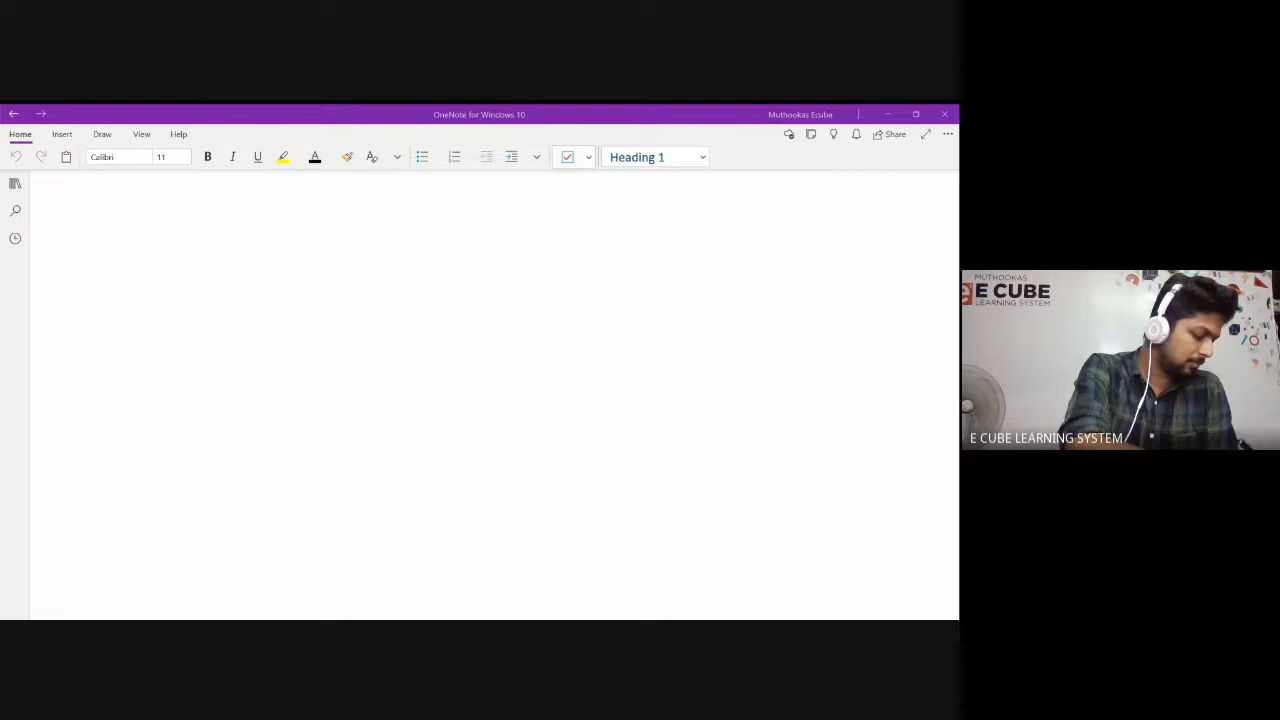 OneNote for Windows 10
Muthookas Ecube
Home Insert Draw View Help
Share
Calibri 11 B I U A Heading 1
MUTHOOKAS
e E CUBE
LEARNING SYSTEM
E CUBE LEARNING SYSTEM